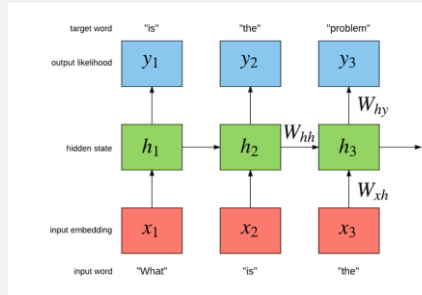 target word "is" "the" "problem"
output likelihood y₁ y₂ y₃
W_hy
W_hh
hidden state h₁ h₂ h₃
W_xh
input embedding x₁ x₂ x₃
input word "What" "is" "the"